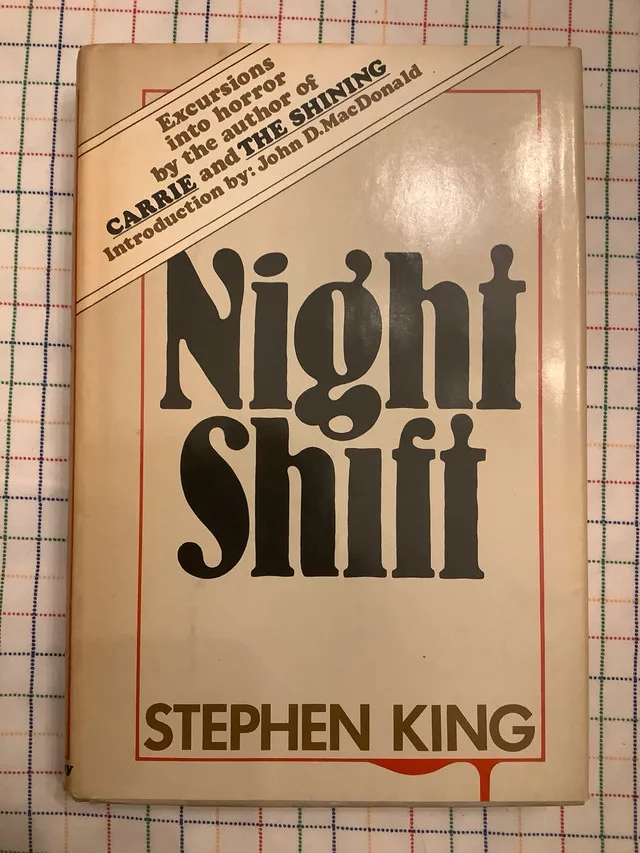 Excursions
into horror
by the author of
CARRIE and THE SHINING
Introduction by: John D. MacDonald
Night
Shift
STEPHEN KING